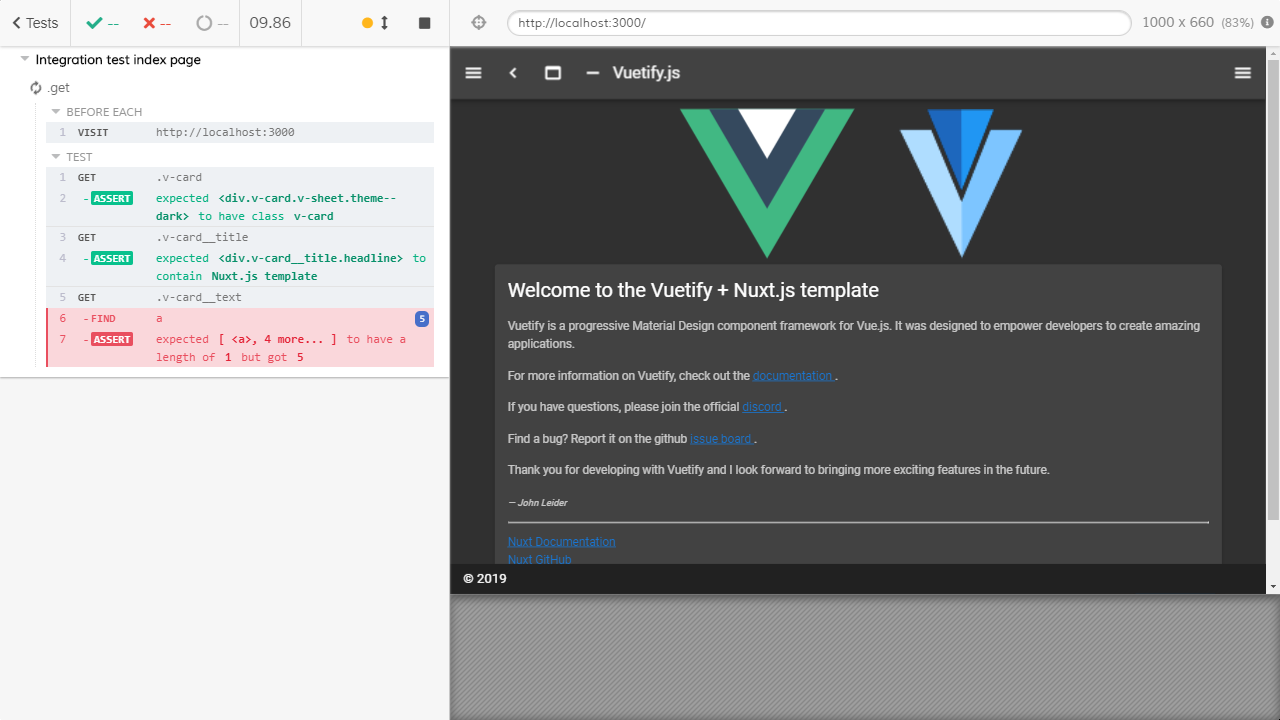 Tests -- -- -- 09.86
http://localhost:3000/ 1000 x 660 (83%)
Integration test index page
.get
BEFORE EACH
1 VISIT http://localhost:3000
TEST
1 GET .v-card
2 -ASSERT expected <div.v-card.v-sheet.theme--
dark> to have class v-card
3 GET .v-card__title
4 -ASSERT expected <div.v-card__title.headline> to
contain Nuxt.js template
5 GET .v-card__text
6 -FIND a 5
7 -ASSERT expected [ <a>, 4 more... ] to have a
length of 1 but got 5
Vuetify.js
Welcome to the Vuetify + Nuxt.js template
Vuetify is a progressive Material Design component framework for Vue.js. It was designed to empower developers to create amazing
applications.
For more information on Vuetify, check out the documentation .
If you have questions, please join the official discord .
Find a bug? Report it on the github issue board .
Thank you for developing with Vuetify and I look forward to bringing more exciting features in the future.
— John Leider
Nuxt Documentation
Nuxt GitHub
© 2019